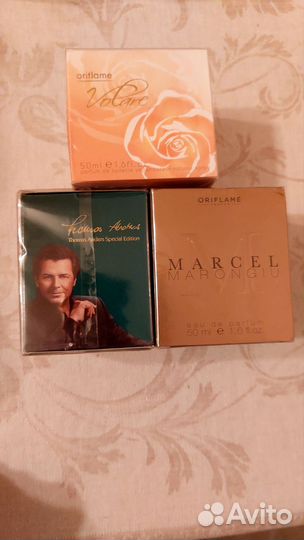 oriflame
Volare
50ml e 1.6fl.o
Thomas Anders
Thomas Anders Special Edition
ORIFLAME
MARCEL
MARONGIU
eau de parfum
50 ml e 1.6 fl.oz.
Avito